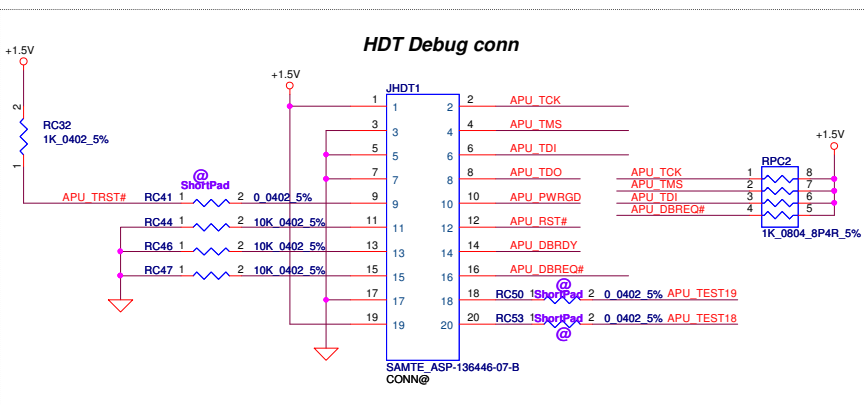 HDT Debug conn
+1.5V
2
RC32
1K_0402_5%
1
+1.5V
JHDT1
1 1 2 2 APU_TCK
3 3 4 4 APU_TMS
5 5 6 6 APU_TDI
7 7 8 8 APU_TDO
@
ShortPad
APU_TRST# RC41 1 2 0_0402_5% 9 9 10 10 APU_PWRGD
RC44 1 2 10K_0402_5% 11 11 12 12 APU_RST#
RC46 1 2 10K_0402_5% 13 13 14 14 APU_DBRDY
RC47 1 2 10K_0402_5% 15 15 16 16 APU_DBREQ#
@
17 17 18 18 RC50 1 ShortPad 2 0_0402_5% APU_TEST19
19 19 20 20 RC53 1 ShortPad 2 0_0402_5% APU_TEST18
@
SAMTE_ASP-136446-07-B
CONN@
+1.5V
RPC2
APU_TCK 1 8
APU_TMS 2 7
APU_TDI 3 6
APU_DBREQ# 4 5
1K_0804_8P4R_5%